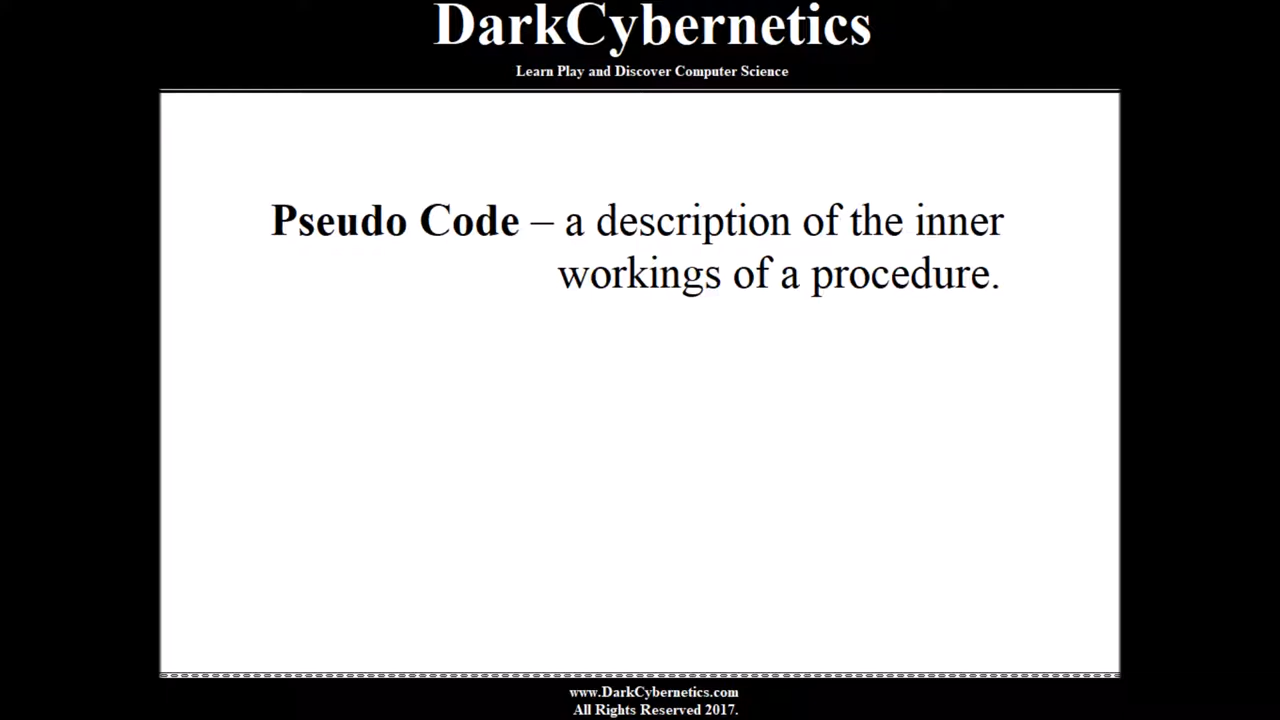 DarkCybernetics
Learn Play and Discover Computer Science
Pseudo Code – a description of the inner
workings of a procedure.
www.DarkCybernetics.com
All Rights Reserved 2017.